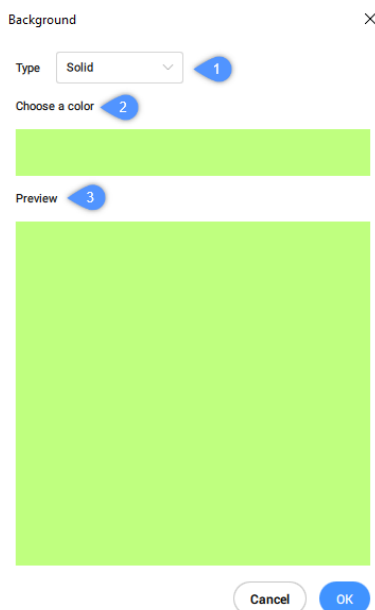 Background
Type Solid 1
Choose a color 2
Preview 3
Cancel OK